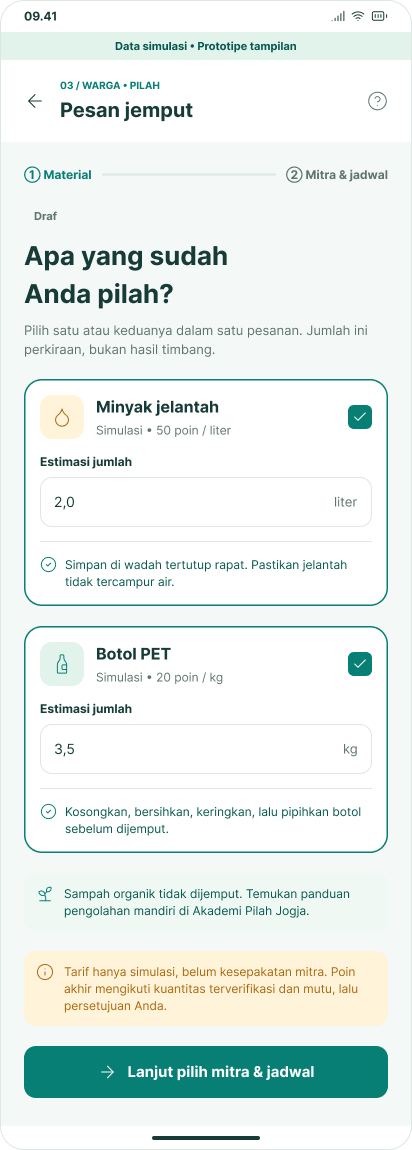 09.41
Data simulasi • Prototipe tampilan
03 / WARGA • PILAH
Pesan jemput
?
1 Material
2 Mitra & jadwal
Draf
Apa yang sudah
Anda pilah?
Pilih satu atau keduanya dalam satu pesanan. Jumlah ini
perkiraan, bukan hasil timbang.
Minyak jelantah
Simulasi • 50 poin / liter
Estimasi jumlah
2,0
liter
Simpan di wadah tertutup rapat. Pastikan jelantah
tidak tercampur air.
Botol PET
Simulasi • 20 poin / kg
Estimasi jumlah
3,5
kg
Kosongkan, bersihkan, keringkan, lalu pipihkan botol
sebelum dijemput.
Sampah organik tidak dijemput. Temukan panduan
pengolahan mandiri di Akademi Pilah Jogja.
Tarif hanya simulasi, belum kesepakatan mitra. Poin
akhir mengikuti kuantitas terverifikasi dan mutu, lalu
persetujuan Anda.
Lanjut pilih mitra & jadwal